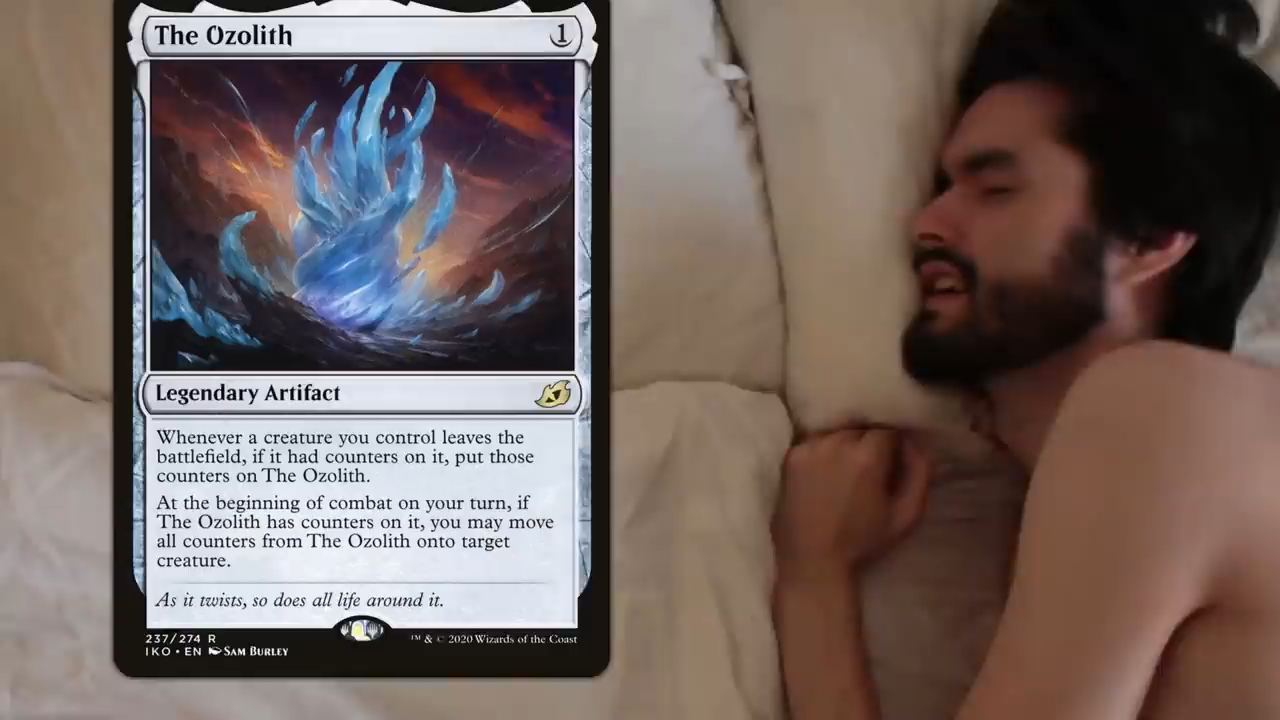 The Ozolith 1
Legendary Artifact
Whenever a creature you control leaves the
battlefield, if it had counters on it, put those
counters on The Ozolith.
At the beginning of combat on your turn, if
The Ozolith has counters on it, you may move
all counters from The Ozolith onto target
creature.
As it twists, so does all life around it.
237/274 R
IKO • EN Sam Burley
™ & © 2020 Wizards of the Coast